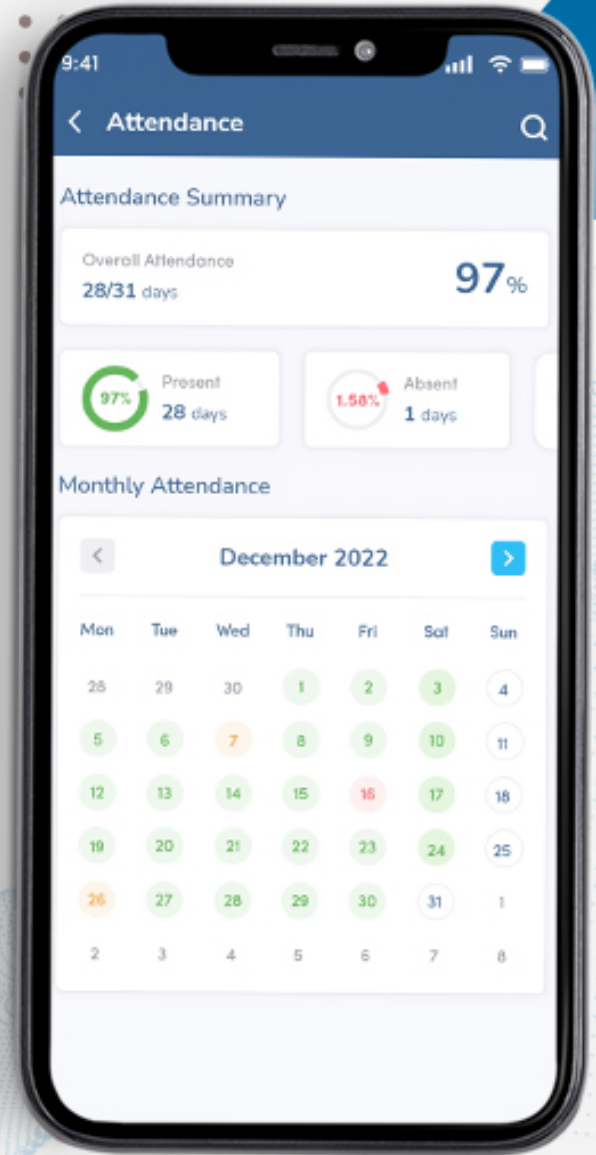 9:41
Attendance
Attendance Summary
Overall Attendance
28/31 days
97%
97%
Present
28 days
1.58%
Absent
1 days
Monthly Attendance
December 2022
Mon Tue Wed Thu Fri Sat Sun
28 29 30 1 2 3 4
5 6 7 8 9 10 11
12 13 14 15 16 17 18
19 20 21 22 23 24 25
26 27 28 29 30 31 1
2 3 4 5 6 7 8